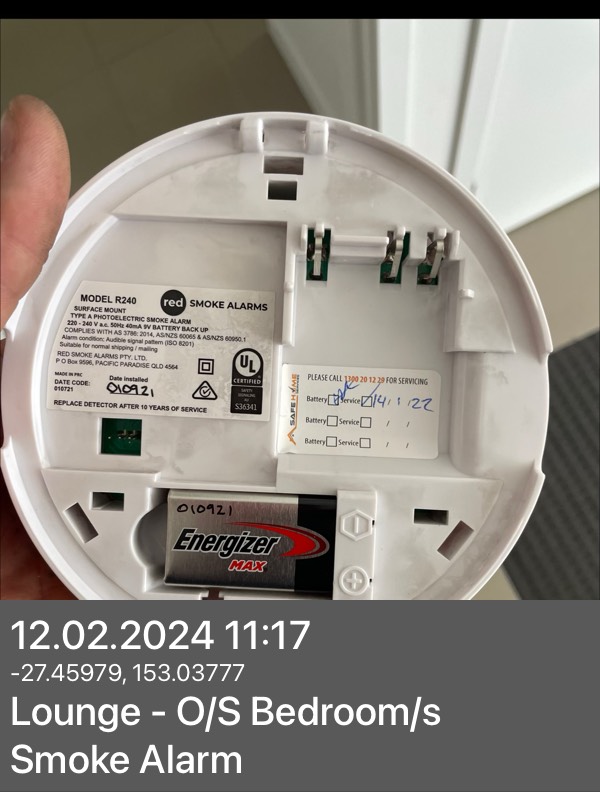 MODEL R240
red SMOKE ALARMS
SURFACE MOUNT
TYPE A PHOTOELECTRIC SMOKE ALARM
220 - 240 V a.c. 50Hz 40mA 9V BATTERY BACK UP
COMPLIES WITH AS 3786: 2014, AS/NZS 60065 & AS/NZS 60950.1
Alarm condition: Audible signal pattern (ISO 8201)
Suitable for normal shipping / mailing
RED SMOKE ALARMS PTY. LTD.
P O Box 9596, PACIFIC PARADISE QLD 4564
MADE IN PRC
DATE CODE:
010721
Date installed
010921
UL
CERTIFIED
SAFETY
S36341
REPLACE DETECTOR AFTER 10 YEARS OF SERVICE
SAFE HOME
PLEASE CALL 1300 20 12 29 FOR SERVICING
Battery Service 14/1/22
Battery Service / /
Battery Service / /
010921
Energizer
MAX
12.02.2024 11:17
-27.45979, 153.03777
Lounge - O/S Bedroom/s
Smoke Alarm